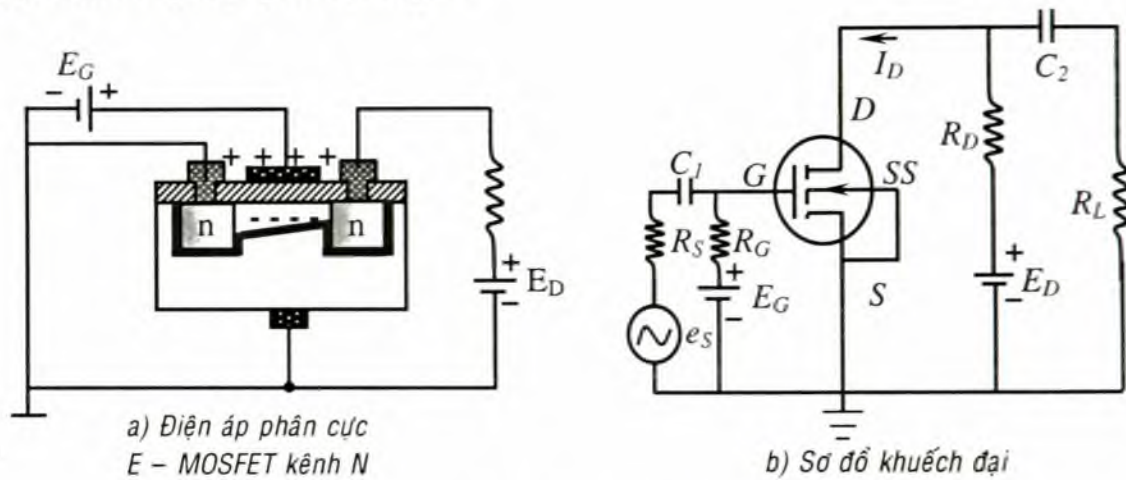 E_G
- +
+ + + +
n - - - - n
+
E_D
-
a) Điện áp phân cực
E – MOSFET kênh N
I_D
C_2
D
R_D
C_1
G
SS
R_L
R_S
R_G
+
E_G
-
S
+
E_D
-
e_S
b) Sơ đồ khuếch đại